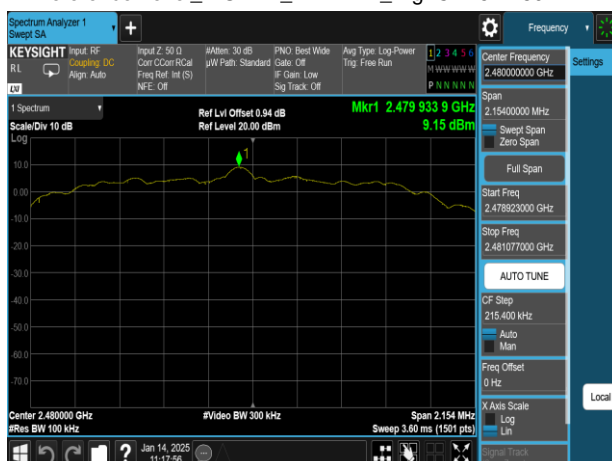 Spectrum Analyzer 1
Swept SA
+
Frequency
KEYSIGHT
RL
LXI
Input: RF
Coupling: DC
Align: Auto
Input Z: 50 Ω
Corr CCorr RCal
Freq Ref: Int (S)
NFE: Off
#Atten: 30 dB
µW Path: Standard
PNO: Best Wide
Gate: Off
IF Gain: Low
Sig Track: Off
Avg Type: Log-Power
Trig: Free Run
1 2 3 4 5 6
M W W W W W
P N N N N N
1 Spectrum
Scale/Div 10 dB
Log
Ref Lvl Offset 0.94 dB
Ref Level 20.00 dBm
Mkr1 2.479 933 9 GHz
9.15 dBm
1
10.0
0.00
-10.0
-20.0
-30.0
-40.0
-50.0
-60.0
-70.0
Center 2.480000 GHz
#Res BW 100 kHz
#Video BW 300 kHz
Span 2.154 MHz
Sweep 3.60 ms (1501 pts)
Center Frequency
2.480000000 GHz
Span
2.15400000 MHz
Swept Span
Zero Span
Full Span
Start Freq
2.478923000 GHz
Stop Freq
2.481077000 GHz
AUTO TUNE
CF Step
215.400 kHz
Auto
Man
Freq Offset
0 Hz
X Axis Scale
Log
Lin
Signal Track
Settings
Local
?
Jan 14, 2025
11:17:56